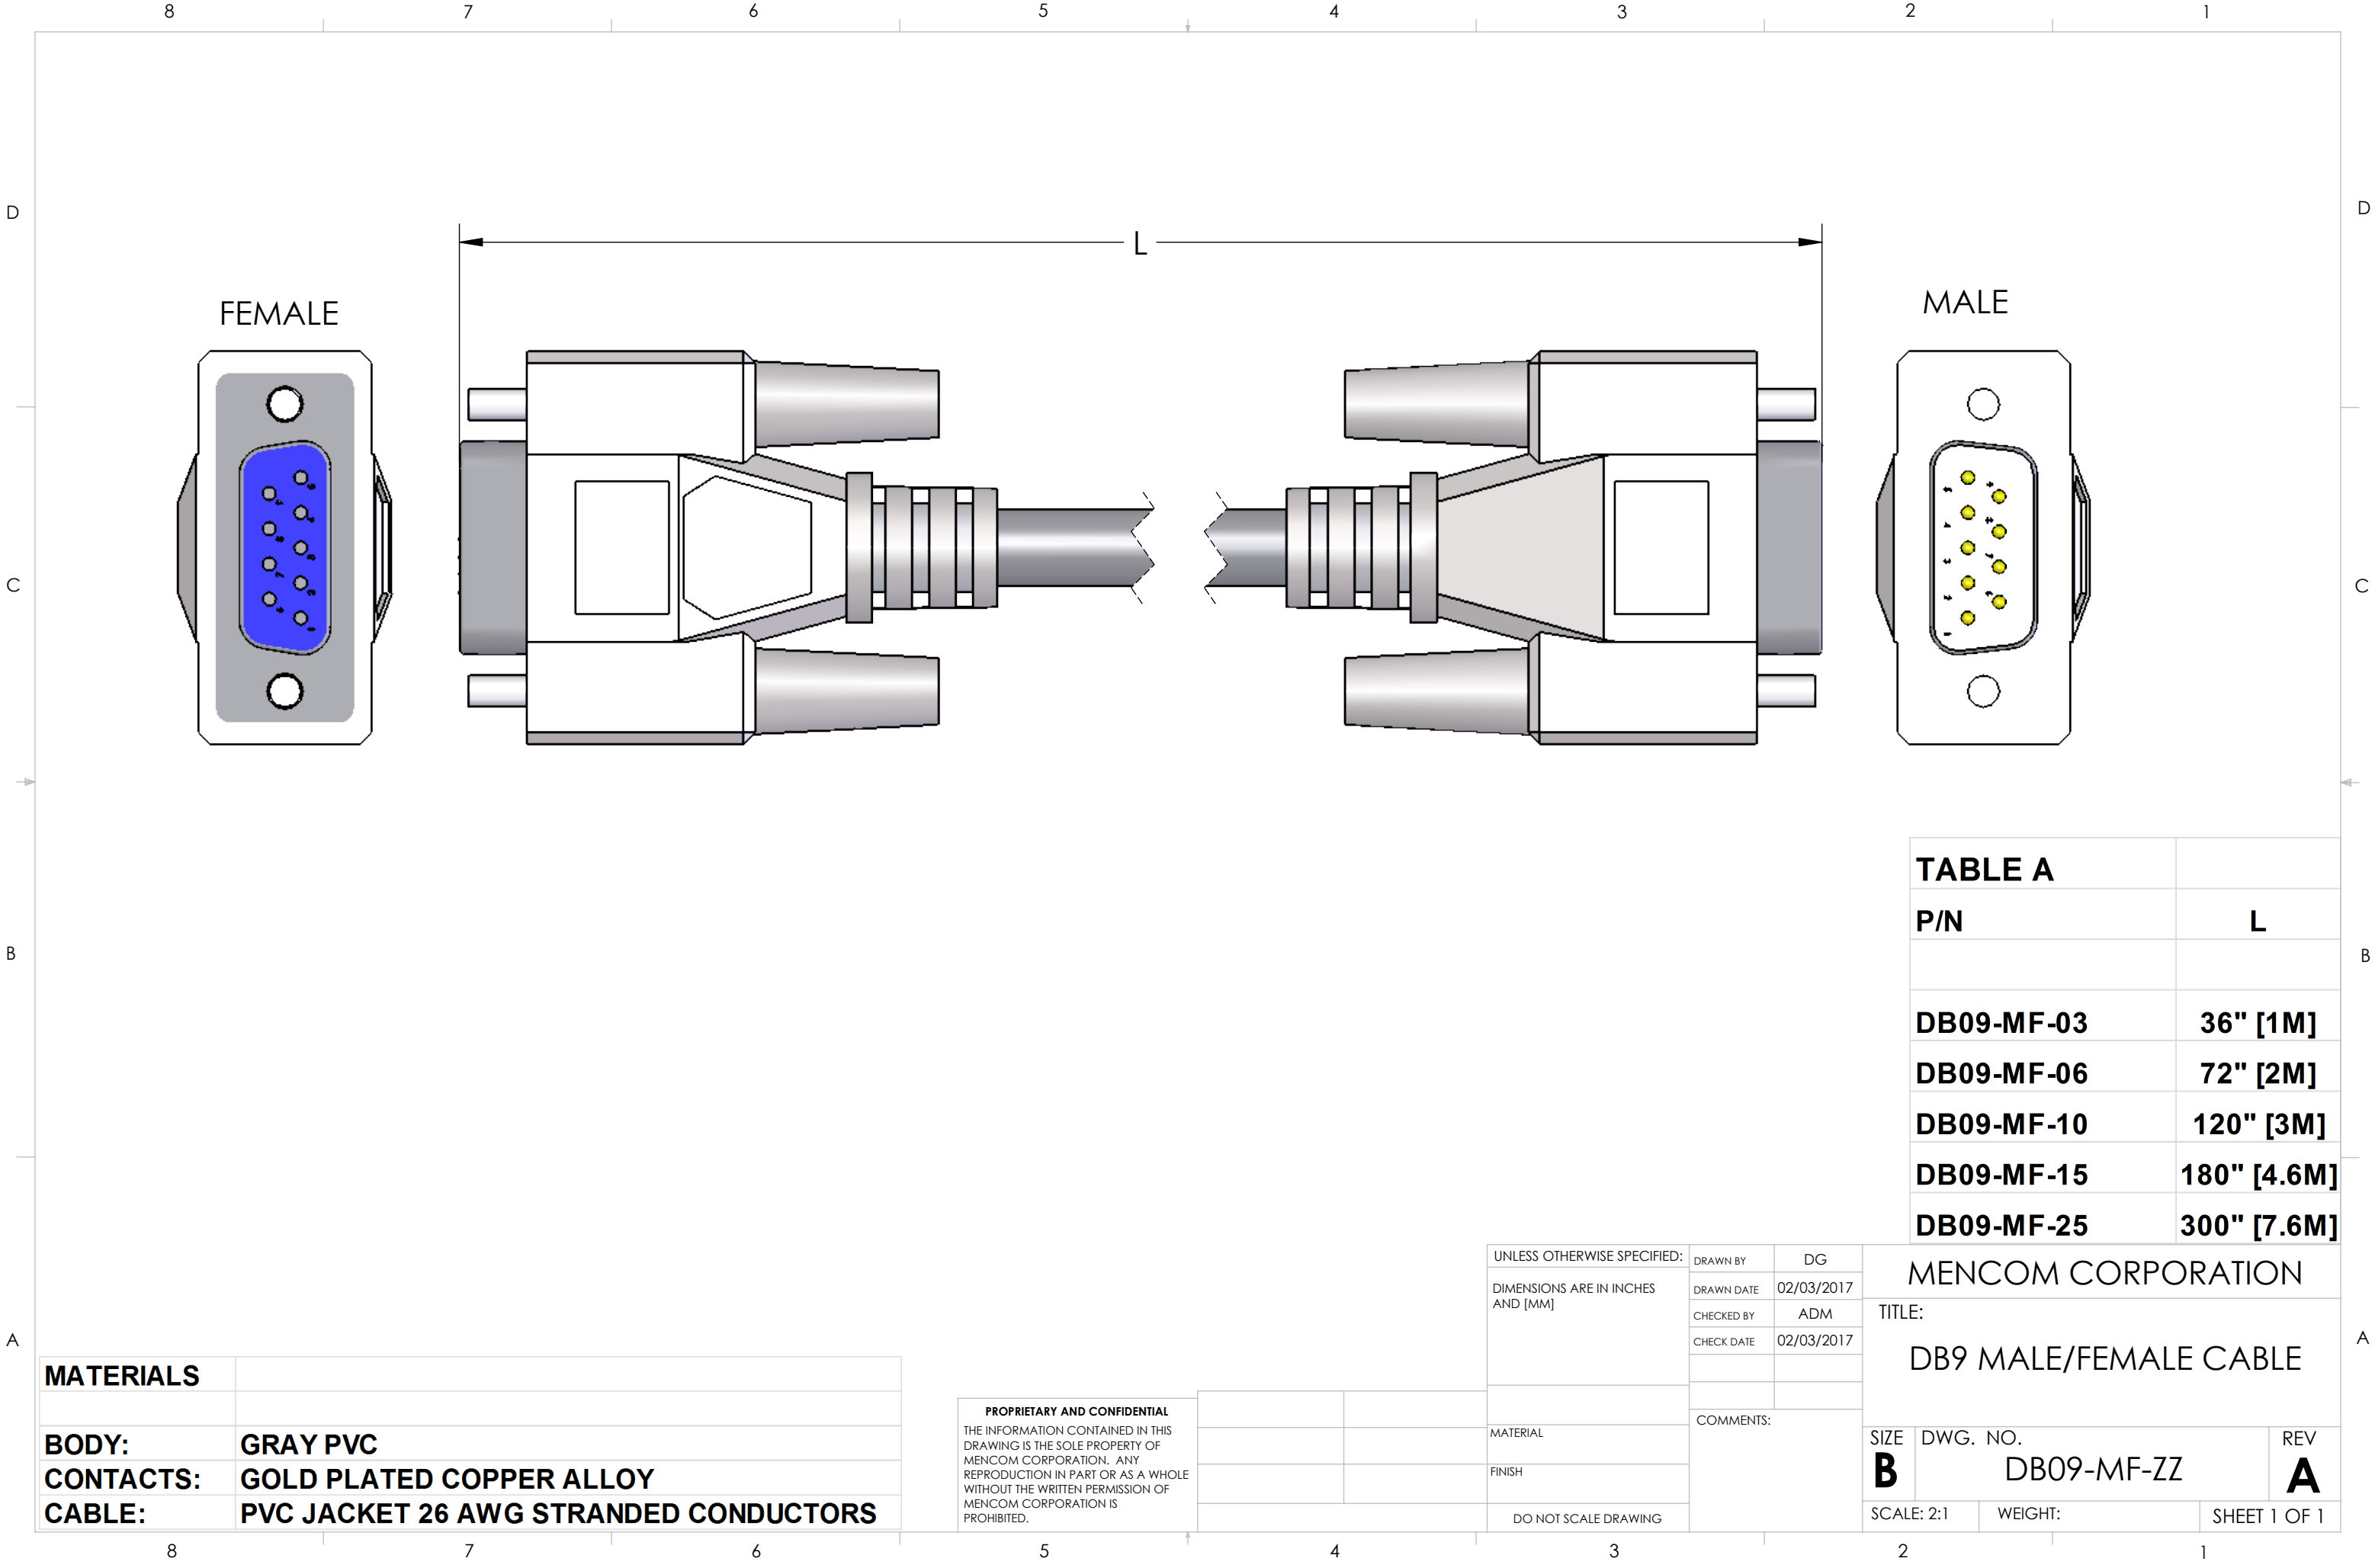 8 7 6 5 4 3 2 1
D D
L
FEMALE
MALE
C C
TABLE A
P/N L
B B
DB09-MF-03 36" [1M]
DB09-MF-06 72" [2M]
DB09-MF-10 120" [3M]
DB09-MF-15 180" [4.6M]
DB09-MF-25 300" [7.6M]
A A
MATERIALS
BODY: GRAY PVC
CONTACTS: GOLD PLATED COPPER ALLOY
CABLE: PVC JACKET 26 AWG STRANDED CONDUCTORS
PROPRIETARY AND CONFIDENTIAL
THE INFORMATION CONTAINED IN THIS
DRAWING IS THE SOLE PROPERTY OF
MENCOM CORPORATION. ANY
REPRODUCTION IN PART OR AS A WHOLE
WITHOUT THE WRITTEN PERMISSION OF
MENCOM CORPORATION IS
PROHIBITED.
UNLESS OTHERWISE SPECIFIED:
DIMENSIONS ARE IN INCHES
AND [MM]
MATERIAL
FINISH
DO NOT SCALE DRAWING
DRAWN BY DG
DRAWN DATE 02/03/2017
CHECKED BY ADM
CHECK DATE 02/03/2017
COMMENTS:
MENCOM CORPORATION
TITLE:
DB9 MALE/FEMALE CABLE
SIZE DWG. NO. REV
B DB09-MF-ZZ A
SCALE: 2:1 WEIGHT: SHEET 1 OF 1
8 7 6 5 4 3 2 1